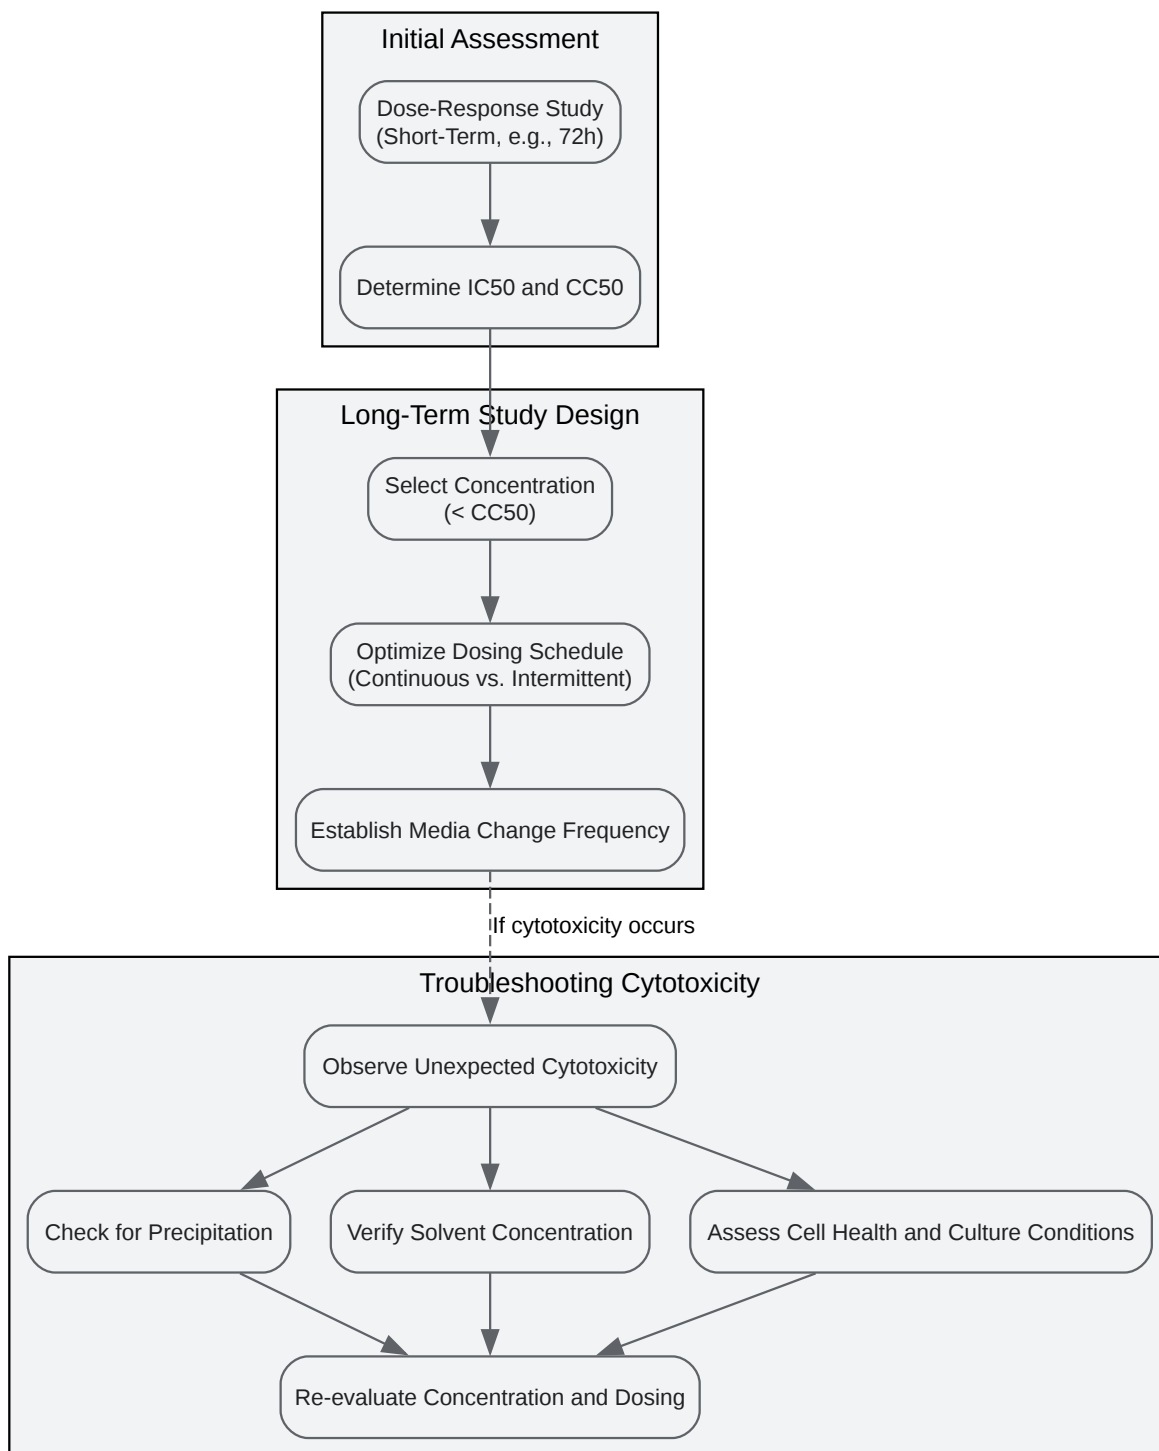 Initial Assessment
Dose-Response Study
(Short-Term, e.g., 72h)
Determine IC50 and CC50
Long-Term Study Design
Select Concentration
(< CC50)
Optimize Dosing Schedule
(Continuous vs. Intermittent)
Establish Media Change Frequency
If cytotoxicity occurs
Troubleshooting Cytotoxicity
Observe Unexpected Cytotoxicity
Check for Precipitation
Verify Solvent Concentration
Assess Cell Health and Culture Conditions
Re-evaluate Concentration and Dosing